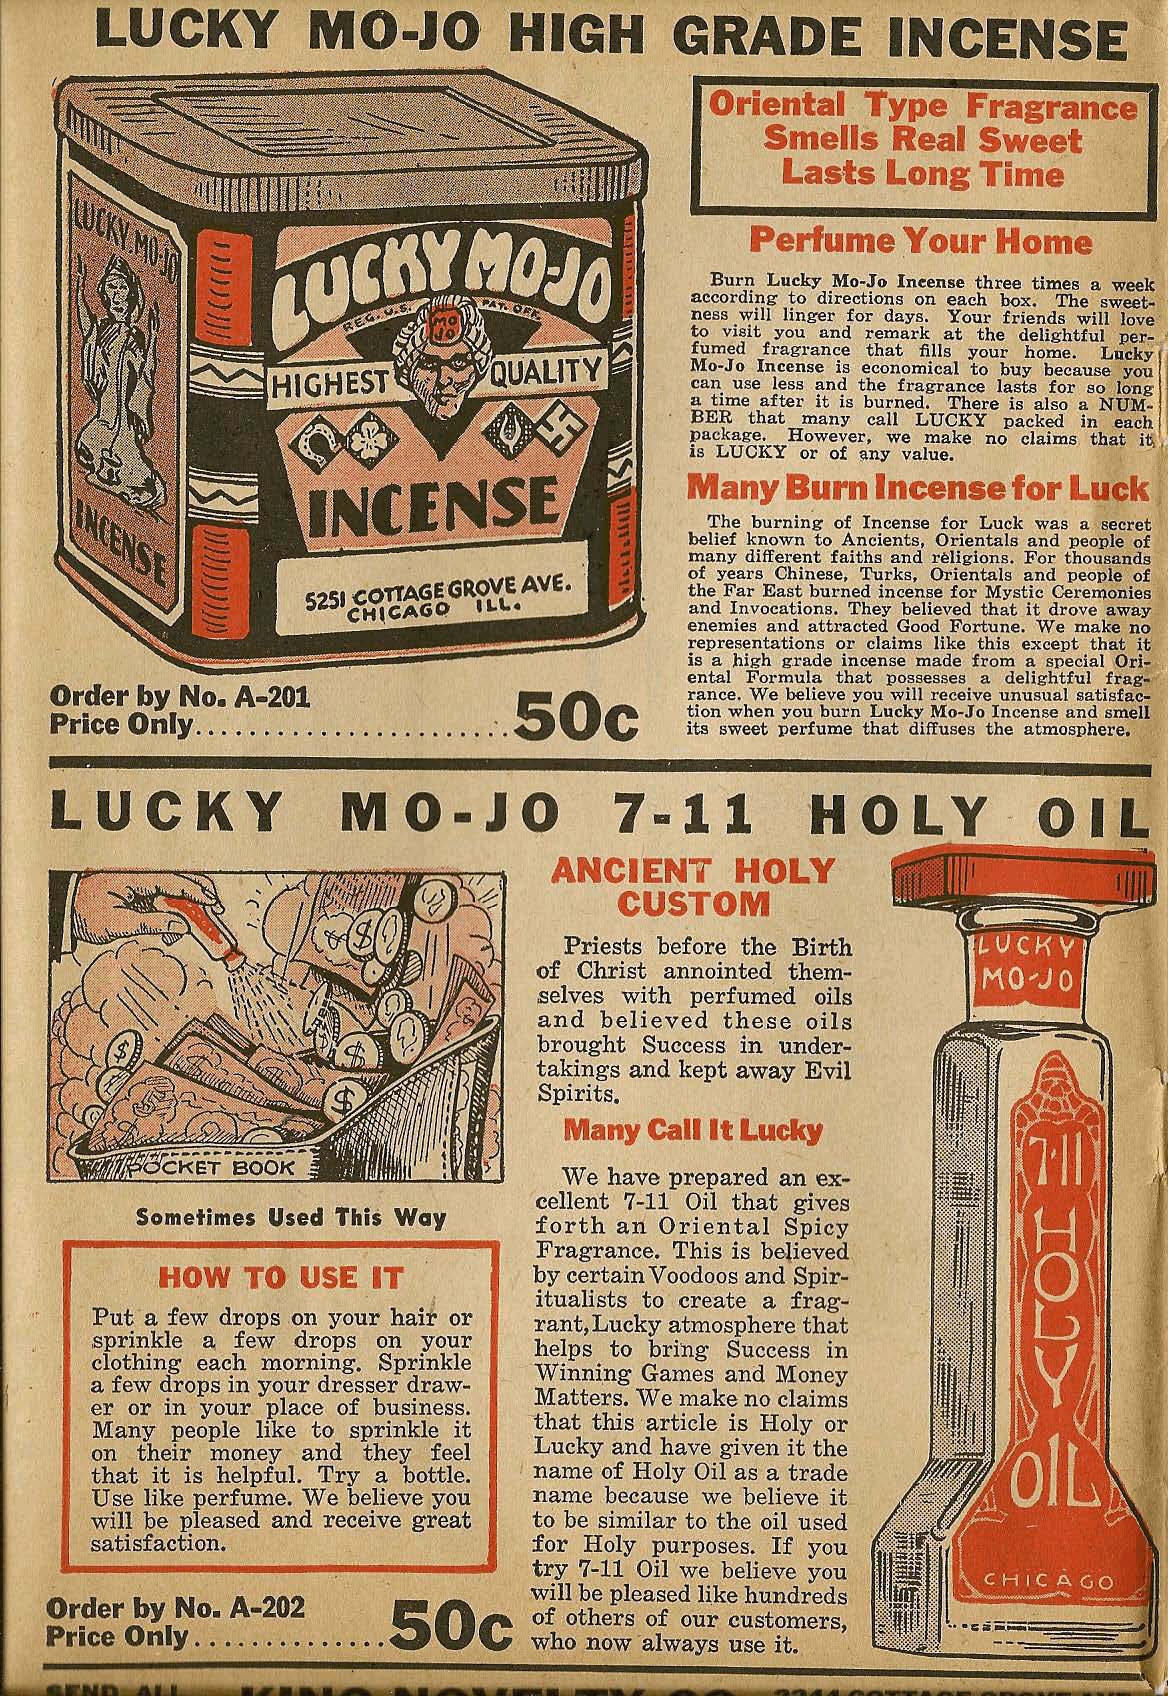 LUCKY MO-JO HIGH GRADE INCENSE
LUCKY MO-JO
INCENSE
LUCKY MO-JO
REG. U.S. PAT. OFF.
MO
JO
HIGHEST QUALITY
INCENSE
5251 COTTAGE GROVE AVE.
CHICAGO ILL.
Order by No. A-201
Price Only........................50c
Oriental Type Fragrance
Smells Real Sweet
Lasts Long Time
Perfume Your Home
Burn Lucky Mo-Jo Incense three times a week
according to directions on each box. The sweet-
ness will linger for days. Your friends will love
to visit you and remark at the delightful per-
fumed fragrance that fills your home. Lucky
Mo-Jo Incense is economical to buy because you
can use less and the fragrance lasts for so long
a time after it is burned. There is also a NUM-
BER that many call LUCKY packed in each
package. However, we make no claims that it
is LUCKY or of any value.
Many Burn Incense for Luck
The burning of Incense for Luck was a secret
belief known to Ancients, Orientals and people of
many different faiths and religions. For thousands
of years Chinese, Turks, Orientals and people of
the Far East burned incense for Mystic Ceremonies
and Invocations. They believed that it drove away
enemies and attracted Good Fortune. We make no
representations or claims like this except that it
is a high grade incense made from a special Ori-
ental Formula that possesses a delightful frag-
rance. We believe you will receive unusual satisfac-
tion when you burn Lucky Mo-Jo Incense and smell
its sweet perfume that diffuses the atmosphere.
LUCKY MO-JO 7-11 HOLY OIL
POCKET BOOK
Sometimes Used This Way
HOW TO USE IT
Put a few drops on your hair or
sprinkle a few drops on your
clothing each morning. Sprinkle
a few drops in your dresser draw-
er or in your place of business.
Many people like to sprinkle it
on their money and they feel
that it is helpful. Try a bottle.
Use like perfume. We believe you
will be pleased and receive great
satisfaction.
Order by No. A-202
Price Only...............50c
ANCIENT HOLY
CUSTOM
Priests before the Birth
of Christ annointed them-
selves with perfumed oils
and believed these oils
brought Success in under-
takings and kept away Evil
Spirits.
Many Call It Lucky
We have prepared an ex-
cellent 7-11 Oil that gives
forth an Oriental Spicy
Fragrance. This is believed
by certain Voodoos and Spir-
itualists to create a frag-
rant, Lucky atmosphere that
helps to bring Success in
Winning Games and Money
Matters. We make no claims
that this article is Holy or
Lucky and have given it the
name of Holy Oil as a trade
name because we believe it
to be similar to the oil used
for Holy purposes. If you
try 7-11 Oil we believe you
will be pleased like hundreds
of others of our customers,
who now always use it.
LUCKY
MO-JO
7-11
HOLY
OIL
CHICAGO
SEND ALL KING NOVELTY CO.